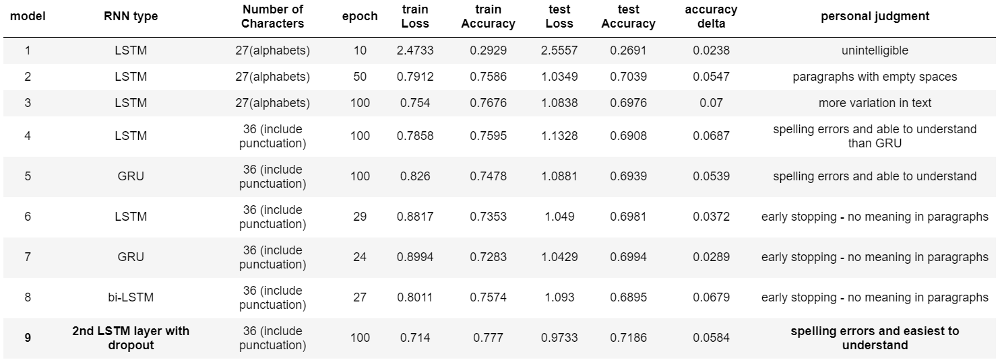 model RNN type Number of Characters epoch train Loss train Accuracy test Loss test Accuracy accuracy delta personal judgment
1 LSTM 27(alphabets) 10 2.4733 0.2929 2.5557 0.2691 0.0238 unintelligible
2 LSTM 27(alphabets) 50 0.7912 0.7586 1.0349 0.7039 0.0547 paragraphs with empty spaces
3 LSTM 27(alphabets) 100 0.754 0.7676 1.0838 0.6976 0.07 more variation in text
4 LSTM 36 (include punctuation) 100 0.7858 0.7595 1.1328 0.6908 0.0687 spelling errors and able to understand than GRU
5 GRU 36 (include punctuation) 100 0.826 0.7478 1.0881 0.6939 0.0539 spelling errors and able to understand
6 LSTM 36 (include punctuation) 29 0.8817 0.7353 1.049 0.6981 0.0372 early stopping - no meaning in paragraphs
7 GRU 36 (include punctuation) 24 0.8994 0.7283 1.0429 0.6994 0.0289 early stopping - no meaning in paragraphs
8 bi-LSTM 36 (include punctuation) 27 0.8011 0.7574 1.093 0.6895 0.0679 early stopping - no meaning in paragraphs
9 2nd LSTM layer with dropout 36 (include punctuation) 100 0.714 0.777 0.9733 0.7186 0.0584 spelling errors and easiest to understand